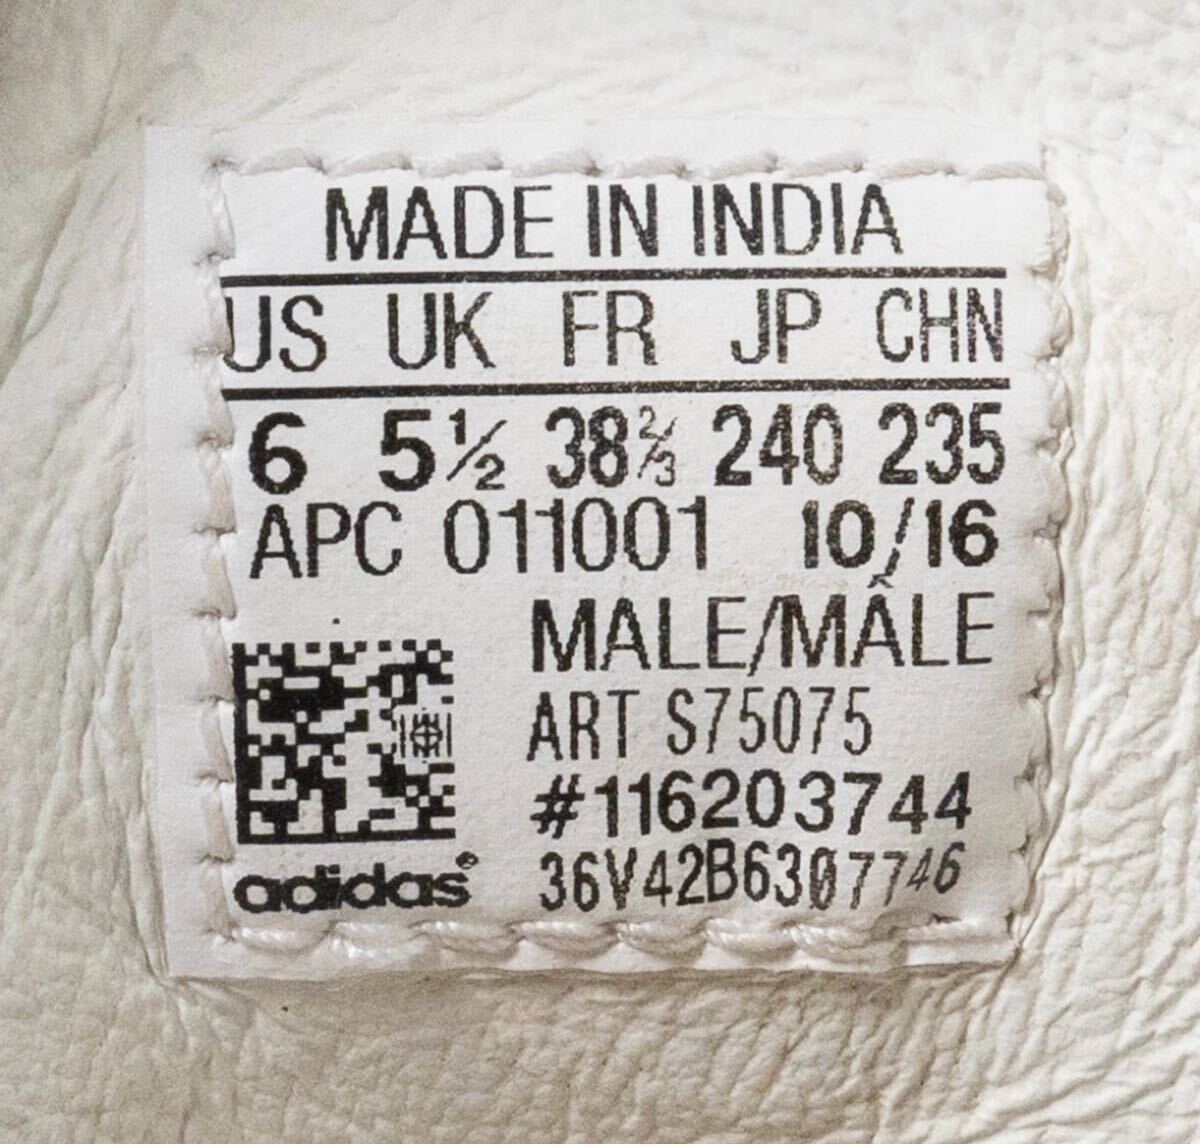 MADE IN INDIA
US UK FR JP CHN
6 5½ 38⅔ 240 235
APC 011001 10/16
MALE/MÂLE
ART S75075
#116203744
adidas® 36V42B6307746